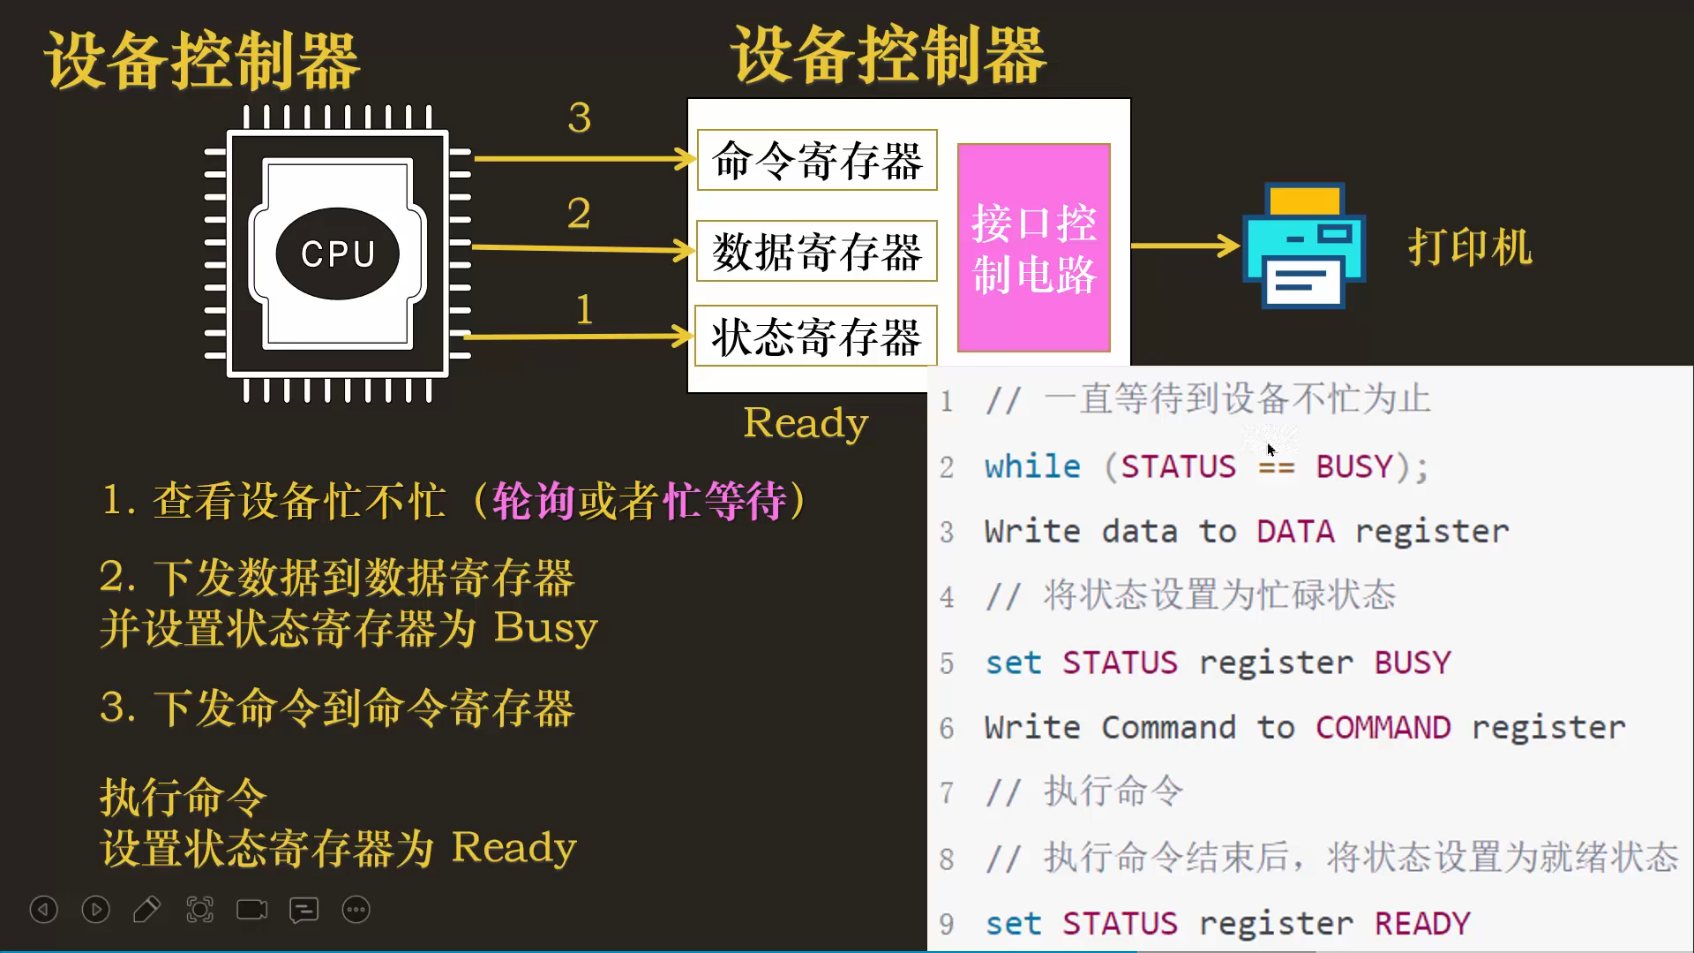 设备控制器
设备控制器
3
命令寄存器
2
数据寄存器
1
状态寄存器
CPU
接口控
制电路
打印机
Ready
1. 查看设备忙不忙（轮询或者忙等待）
2. 下发数据到数据寄存器
并设置状态寄存器为 Busy
3. 下发命令到命令寄存器
执行命令
设置状态寄存器为 Ready
1 // 一直等待到设备不忙为止
2 while (STATUS == BUSY);
3 Write data to DATA register
4 // 将状态设置为忙碌状态
5 set STATUS register BUSY
6 Write Command to COMMAND register
7 // 执行命令
8 // 执行命令结束后，将状态设置为就绪状态
9 set STATUS register READY